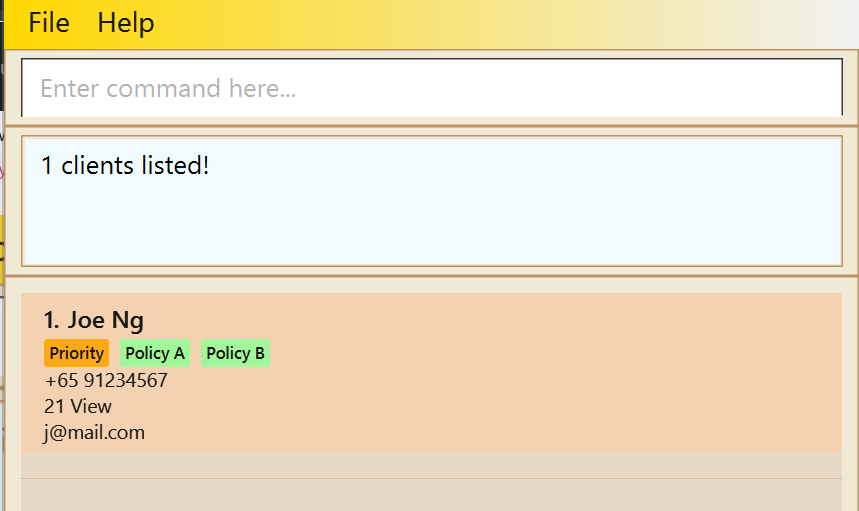 File Help
Enter command here...
1 clients listed!
1. Joe Ng
Priority Policy A Policy B
+65 91234567
21 View
j@mail.com